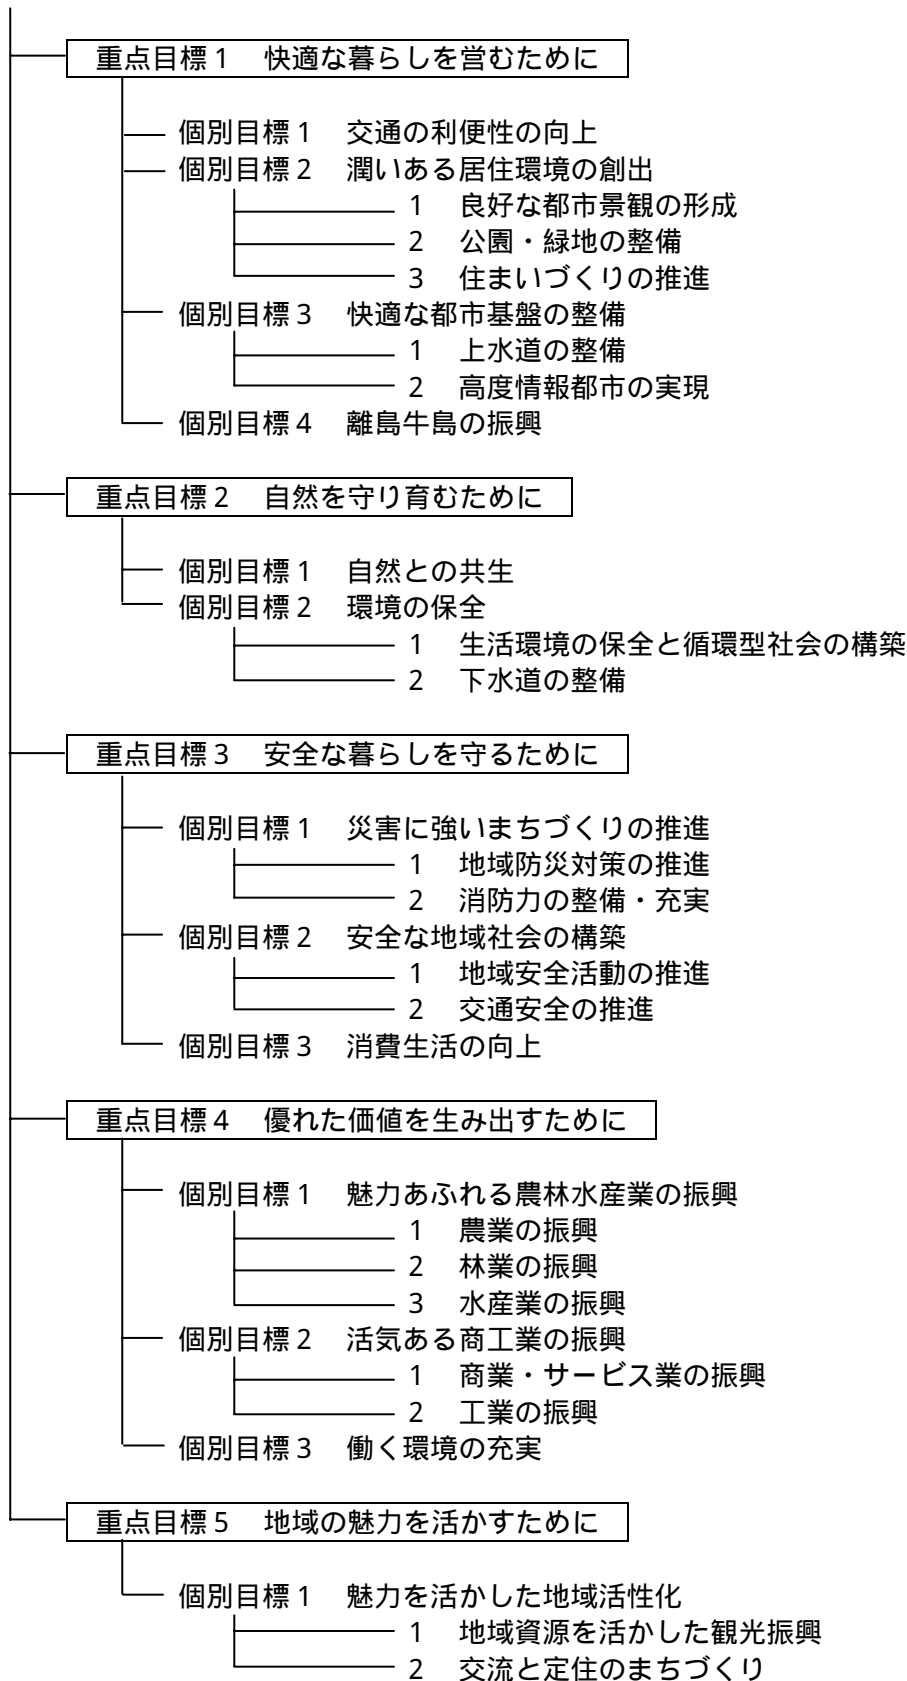 重点目標１　快適な暮らしを営むために
個別目標１　交通の利便性の向上
個別目標２　潤いある居住環境の創出
１　良好な都市景観の形成
２　公園・緑地の整備
３　住まいづくりの推進
個別目標３　快適な都市基盤の整備
１　上水道の整備
２　高度情報都市の実現
個別目標４　離島牛島の振興
重点目標２　自然を守り育むために
個別目標１　自然との共生
個別目標２　環境の保全
１　生活環境の保全と循環型社会の構築
２　下水道の整備
重点目標３　安全な暮らしを守るために
個別目標１　災害に強いまちづくりの推進
１　地域防災対策の推進
２　消防力の整備・充実
個別目標２　安全な地域社会の構築
１　地域安全活動の推進
２　交通安全の推進
個別目標３　消費生活の向上
重点目標４　優れた価値を生み出すために
個別目標１　魅力あふれる農林水産業の振興
１　農業の振興
２　林業の振興
３　水産業の振興
個別目標２　活気ある商工業の振興
１　商業・サービス業の振興
２　工業の振興
個別目標３　働く環境の充実
重点目標５　地域の魅力を活かすために
個別目標１　魅力を活かした地域活性化
１　地域資源を活かした観光振興
２　交流と定住のまちづくり